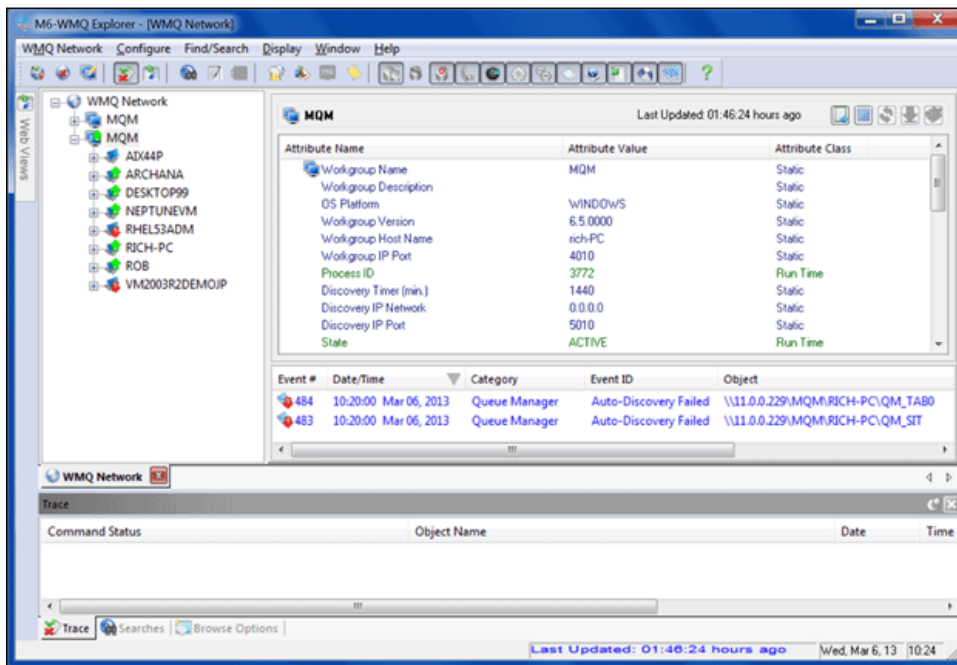 M6-WMQ Explorer - [WMQ Network]
WMQ Network Configure Find/Search Display Window Help
Web Views
WMQ Network
MQM
MQM
AIX44P
ARCHANA
DESKTOP99
NEPTUNEVM
RHEL53ADM
RICH-PC
ROB
VM2003R2DEMOJP
MQM Last Updated: 01:46:24 hours ago
Attribute Name Attribute Value Attribute Class
Workgroup Name MQM Static
Workgroup Description Static
OS Platform WINDOWS Static
Workgroup Version 6.5.0000 Static
Workgroup Host Name rich-PC Static
Workgroup IP Port 4010 Static
Process ID 3772 Run Time
Discovery Timer (min.) 1440 Static
Discovery IP Network 0.0.0.0 Static
Discovery IP Port 5010 Static
State ACTIVE Run Time
Event # Date/Time Category Event ID Object
484 10:20:00 Mar 06, 2013 Queue Manager Auto-Discovery Failed \\11.0.0.229\MQM\RICH-PC\QM_TAB0
483 10:20:00 Mar 06, 2013 Queue Manager Auto-Discovery Failed \\11.0.0.229\MQM\RICH-PC\QM_SIT
WMQ Network
Trace
Command Status Object Name Date Time
Trace Searches Browse Options
Last Updated: 01:46:24 hours ago Wed, Mar 6, 13 10:24